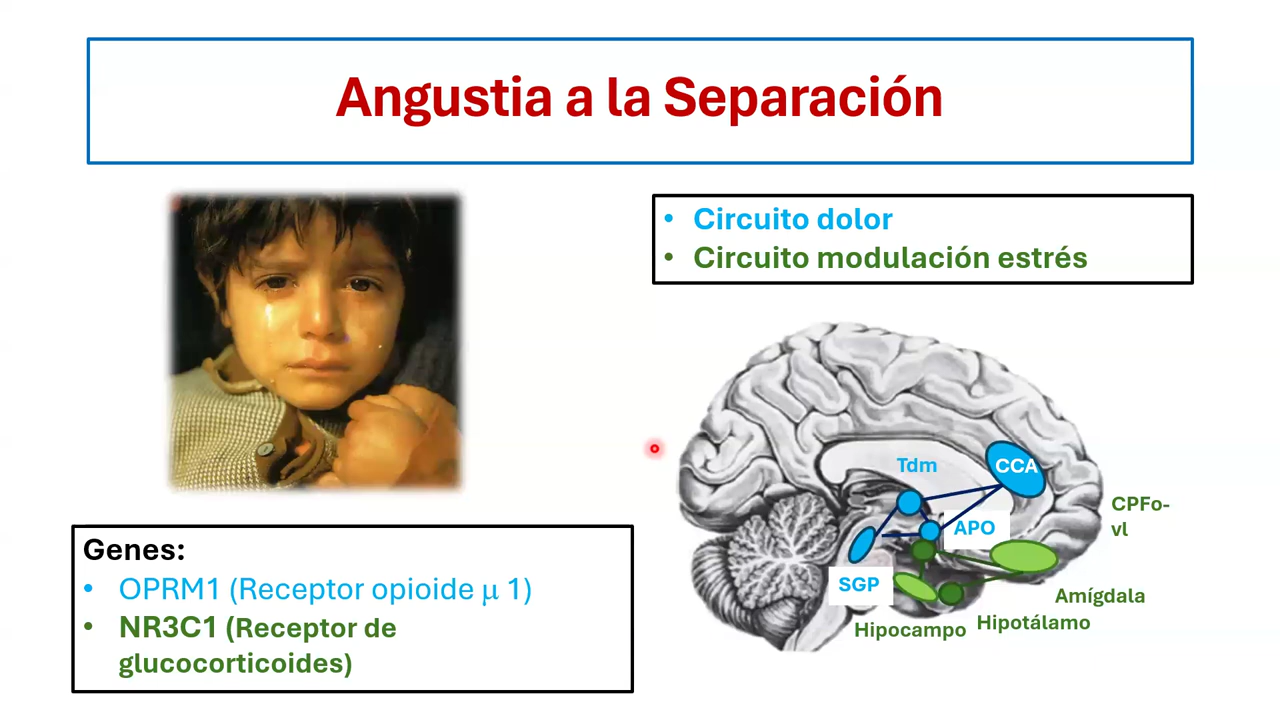 Angustia a la Separación
• Circuito dolor
• Circuito modulación estrés
Genes:
• OPRM1 (Receptor opioide μ 1)
• NR3C1 (Receptor de
glucocorticoides)
Tdm
CCA
CPFo-
vl
APO
SGP
Amígdala
Hipotálamo
Hipocampo